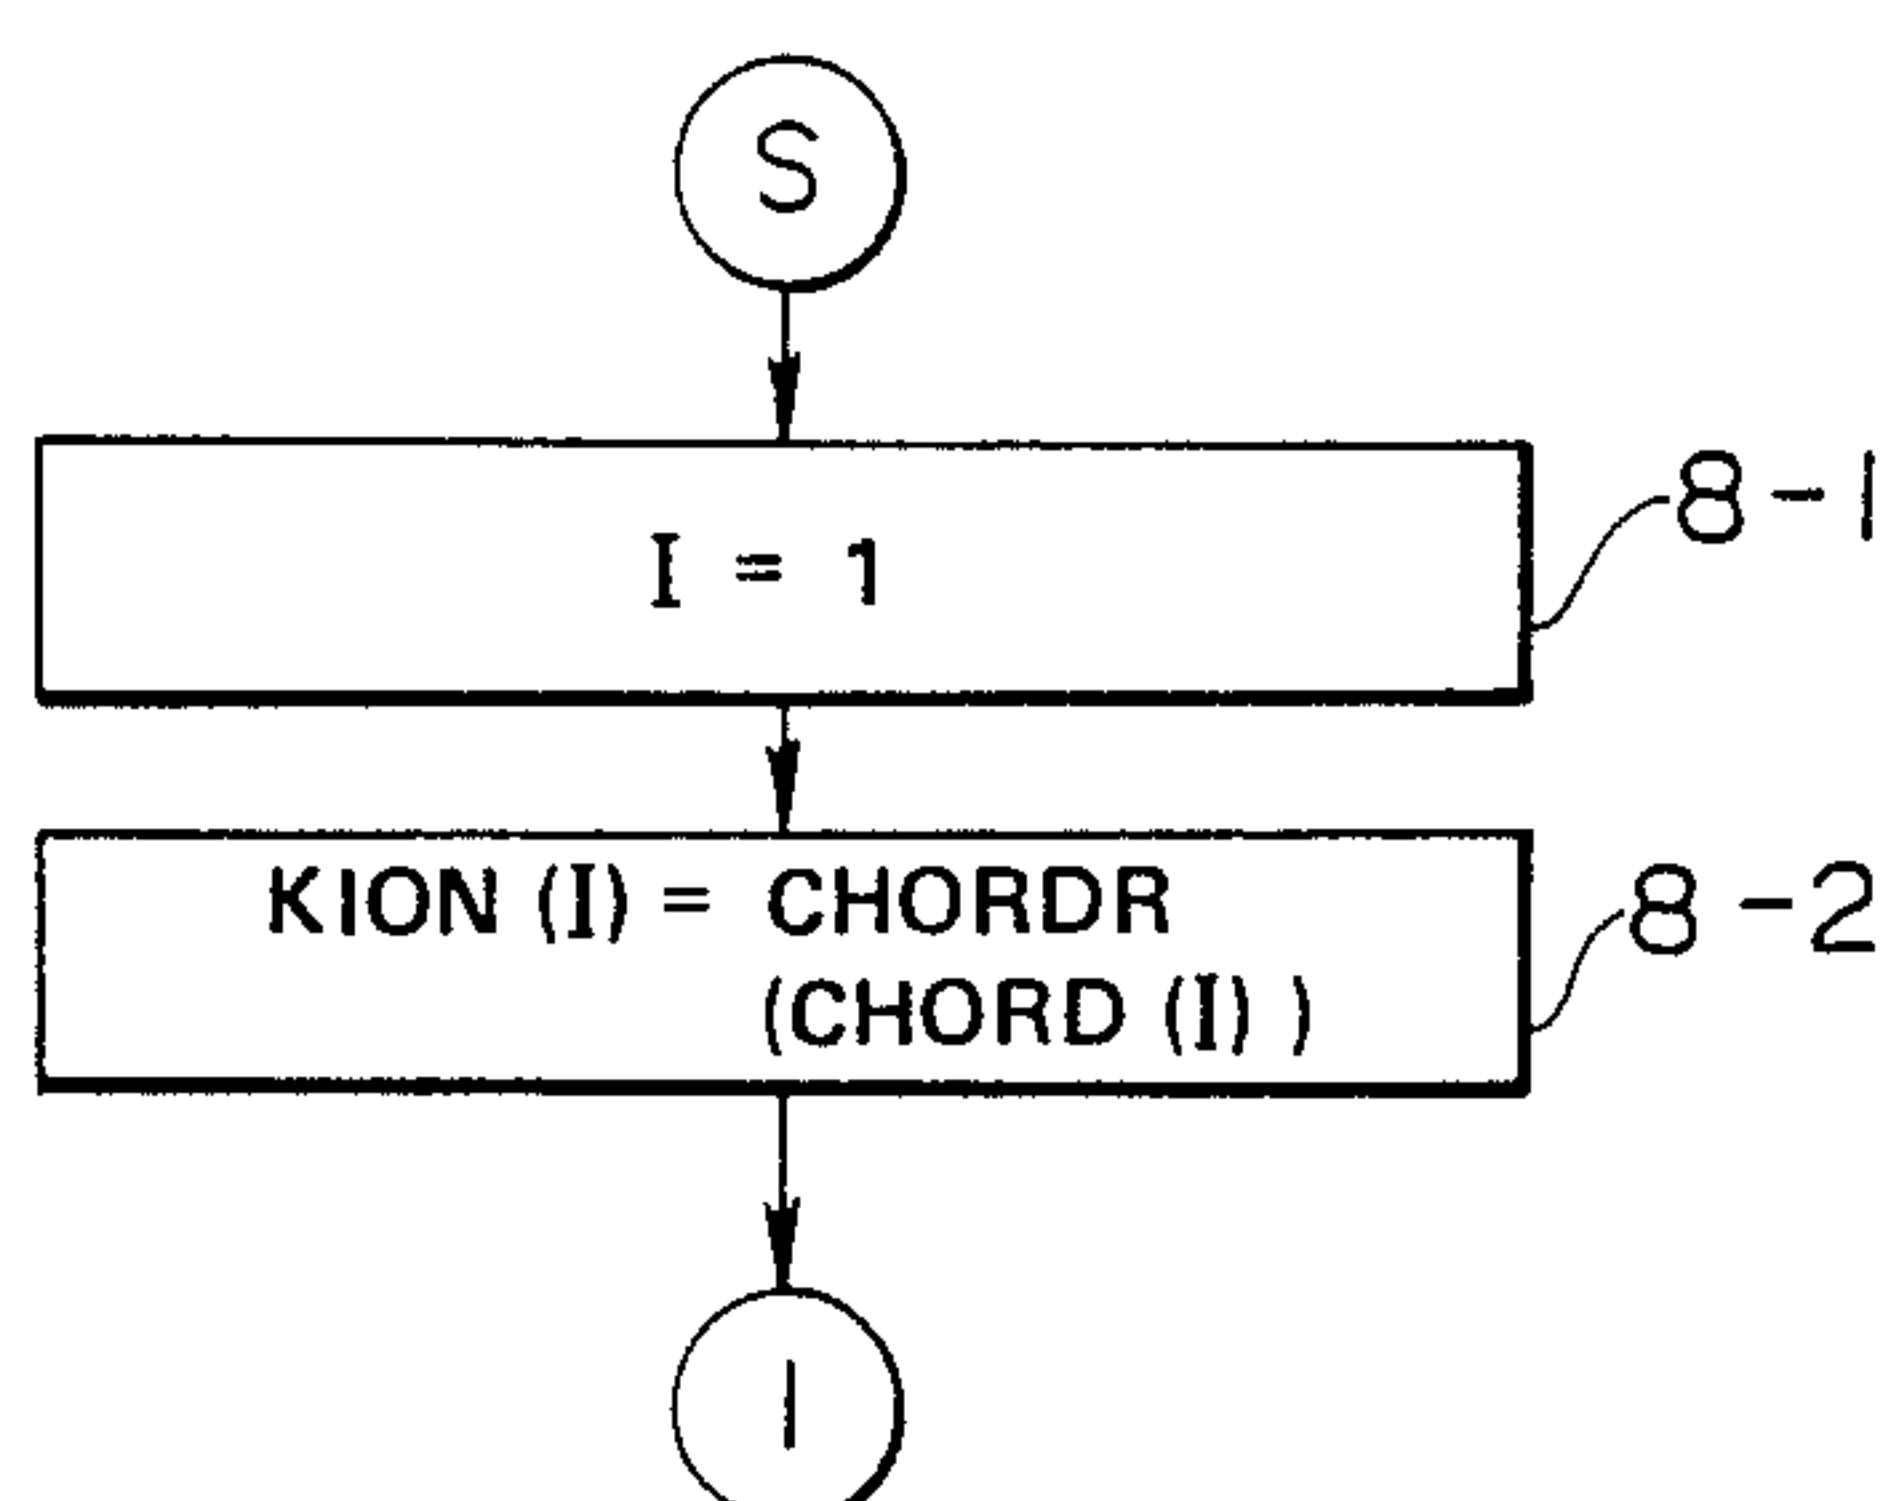 S
I = 1
8-1
KION (I) = CHORDR
(CHORD (I) )
8-2
1